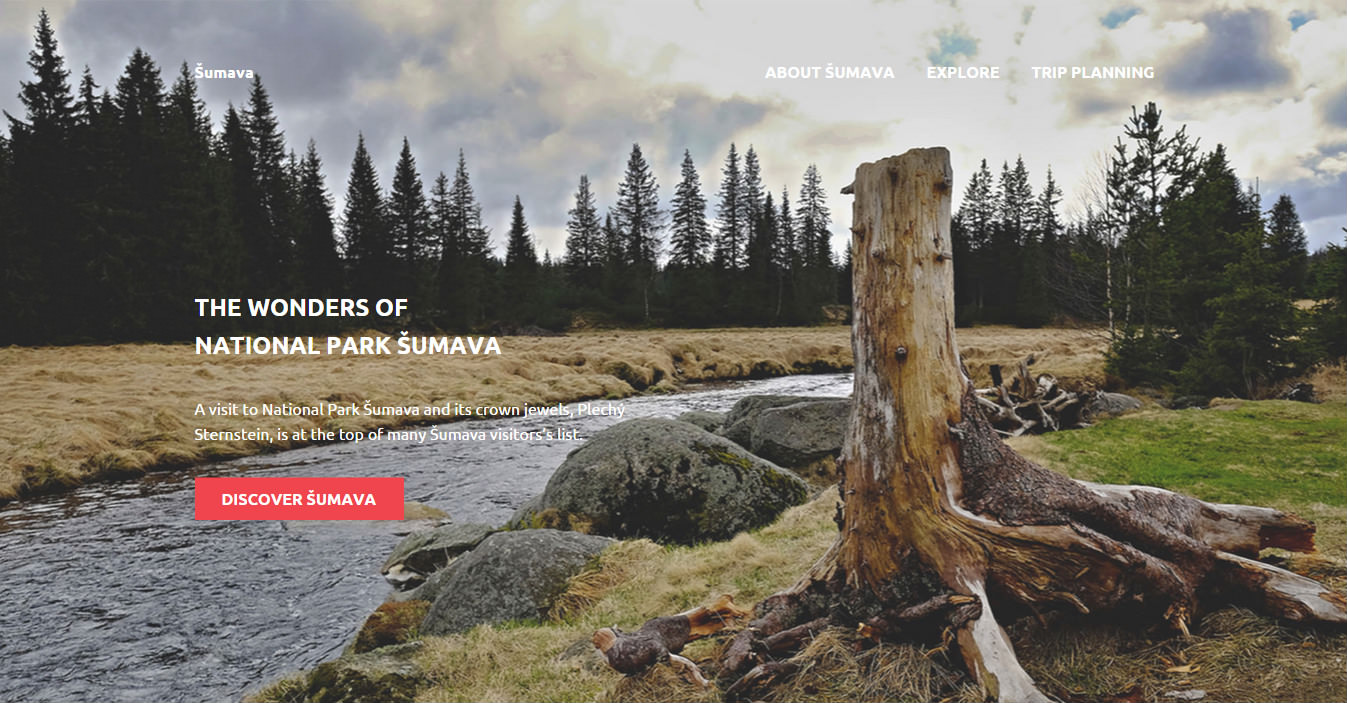 Šumava
ABOUT ŠUMAVA EXPLORE TRIP PLANNING
THE WONDERS OF
NATIONAL PARK ŠUMAVA
A visit to National Park Šumava and its crown jewels, Plechý
Sternstein, is at the top of many Šumava visitors's list.
DISCOVER ŠUMAVA